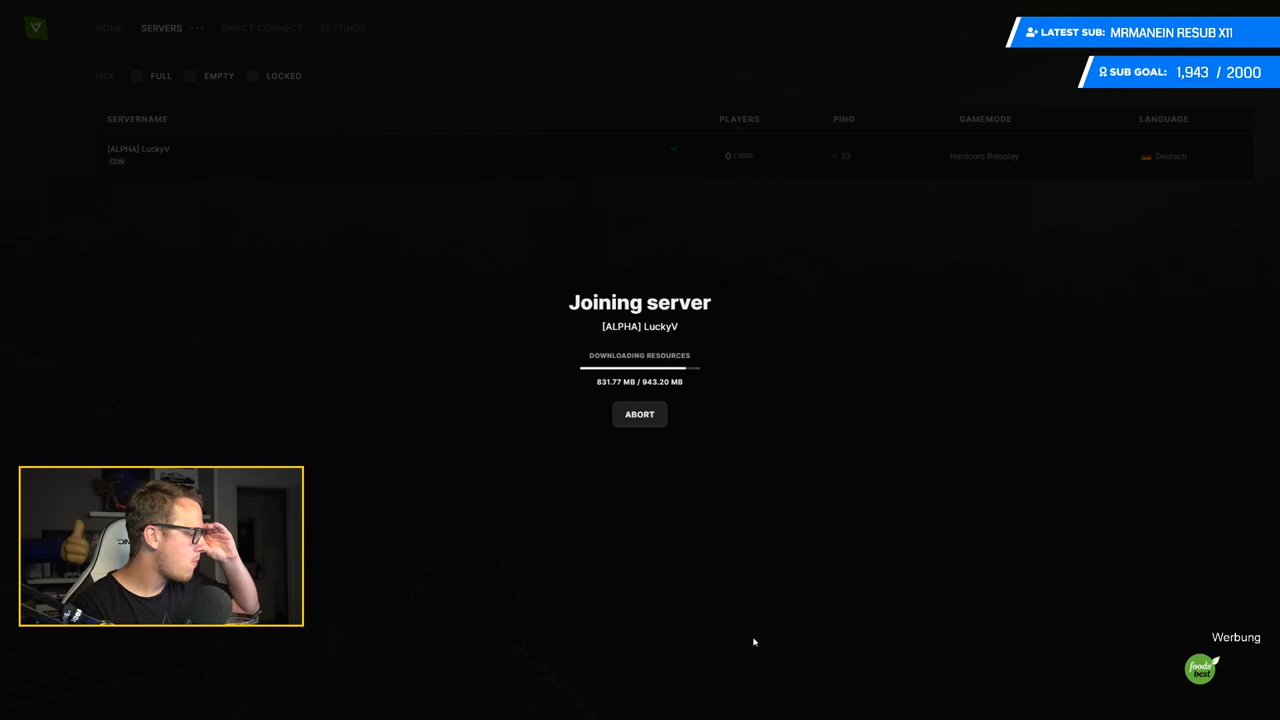 HOME SERVERS DIRECT CONNECT SETTINGS
LATEST SUB: MRMANEIN RESUB X11
SUB GOAL: 1,943 / 2000
HIDE FULL EMPTY LOCKED
SERVERNAME PLAYERS PING GAMEMODE LANGUAGE
[ALPHA] LuckyV
CDN
0 / 1000 23 Hardcore Roleplay Deutsch
Joining server
[ALPHA] LuckyV
DOWNLOADING RESOURCES
831.77 MB / 943.20 MB
ABORT
Werbung
foods
best